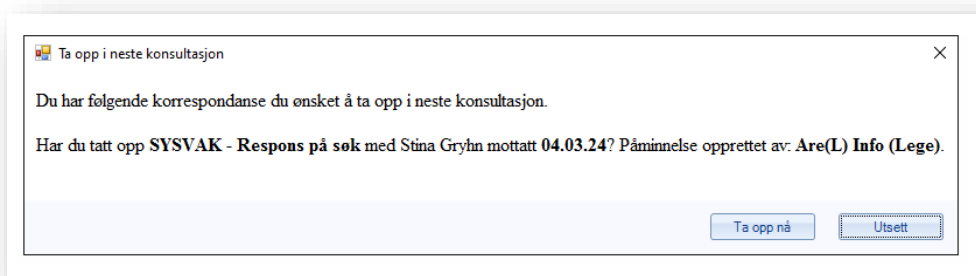 Ta opp i neste konsultasjon
Du har følgende korrespondanse du ønsket å ta opp i neste konsultasjon.
Har du tatt opp SYSVAK - Respons på søk med Stina Gryhn mottatt 04.03.24? Påminnelse opprettet av: Are(L) Info (Lege).
Ta opp nå
Utsett